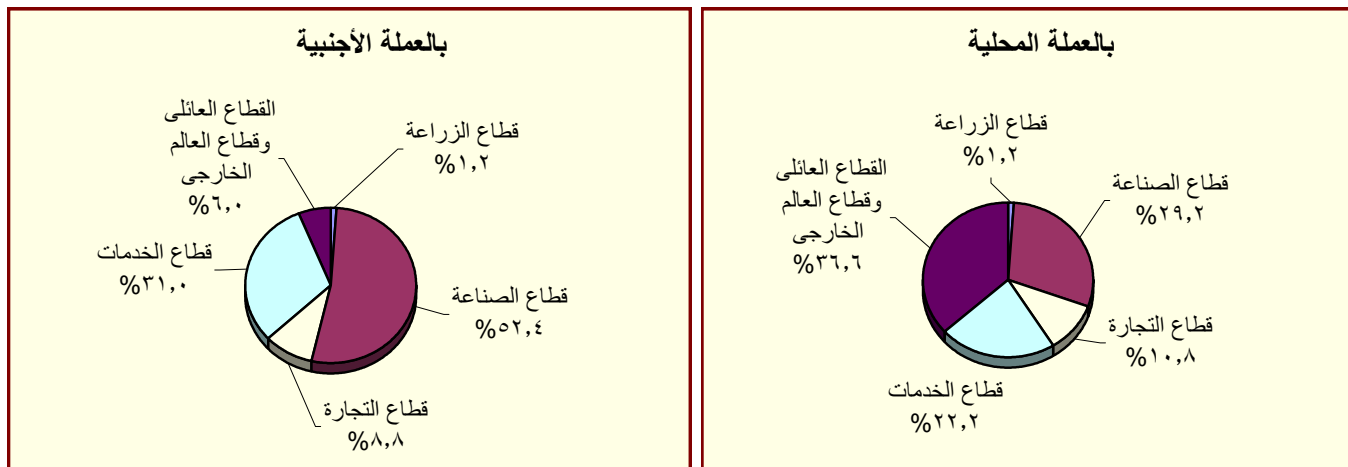 بالعملة المحلية
قطاع الزراعة
%١,٢
قطاع الصناعة
%٢٩,٢
قطاع التجارة
%١٠,٨
قطاع الخدمات
%٢٢,٢
القطاع العائلى
وقطاع العالم
الخارجى
%٣٦,٦
بالعملة الأجنبية
قطاع الزراعة
%١,٢
قطاع الصناعة
%٥٢,٤
قطاع التجارة
%٨,٨
قطاع الخدمات
%٣١,٠
القطاع العائلى
وقطاع العالم
الخارجى
%٦,٠